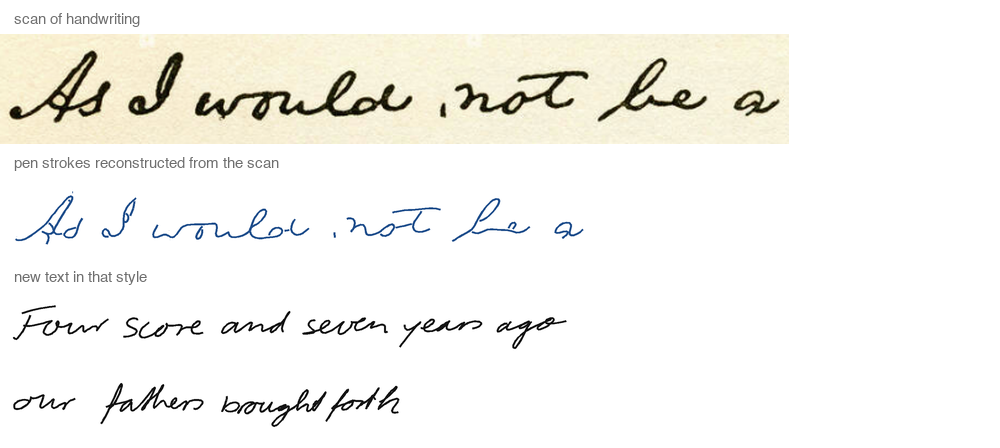 scan of handwriting
As I would not be a
pen strokes reconstructed from the scan
As I would not be a
new text in that style
Four score and seven years ago
our fathers brought forth